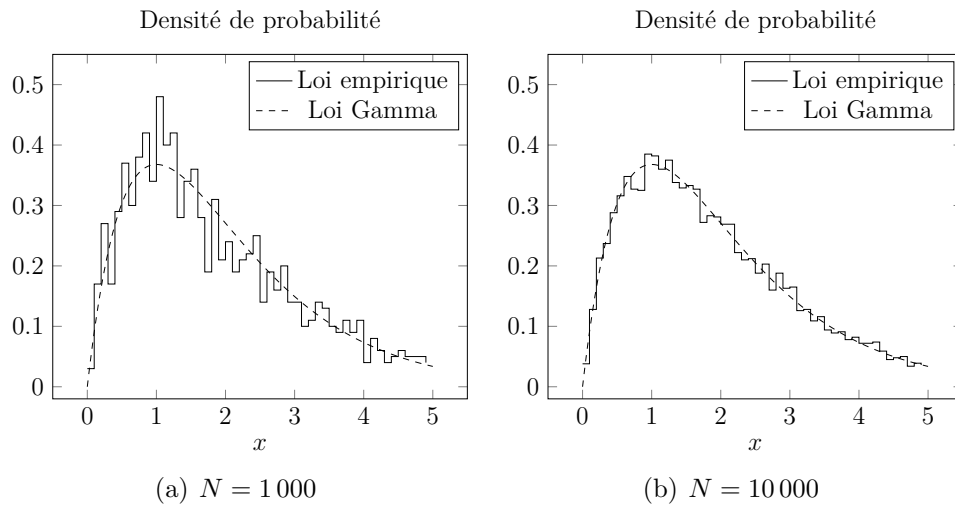 Densité de probabilité
0.5
0.4
0.3
0.2
0.1
0
Loi empirique
Loi Gamma
0 1 2 3 4 5
x
(a) N = 1 000
Densité de probabilité
0.5
0.4
0.3
0.2
0.1
0
Loi empirique
Loi Gamma
0 1 2 3 4 5
x
(b) N = 10 000